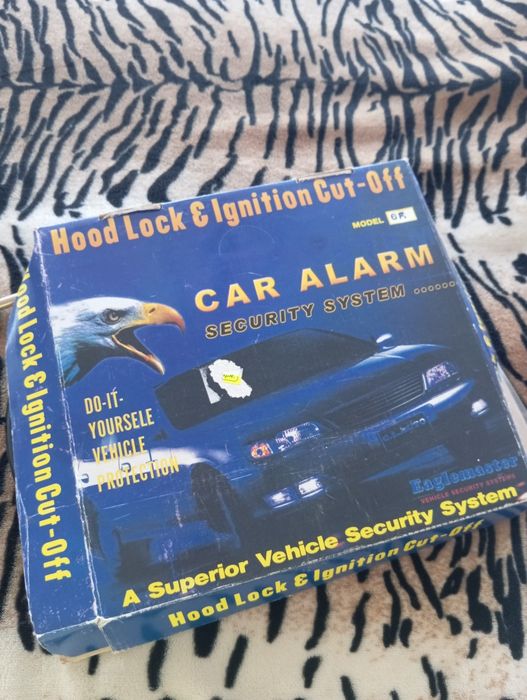 Hood Lock & Ignition Cut-Off
MODEL
CAR ALARM
SECURITY SYSTEM ......
DO-IT-
YOURSELE
VEHICLE
PROTECTION
Eaglemaster
VEHICLE SECURITY SYSTEMS
A Superior Vehicle Security System
Hood Lock & Ignition Cut-Off
Hood Lock & Ignition Cut-Off